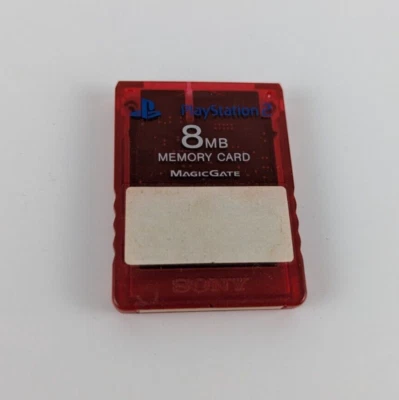 PlayStation 2
8MB
MEMORY CARD
MAGICGATE
SONY